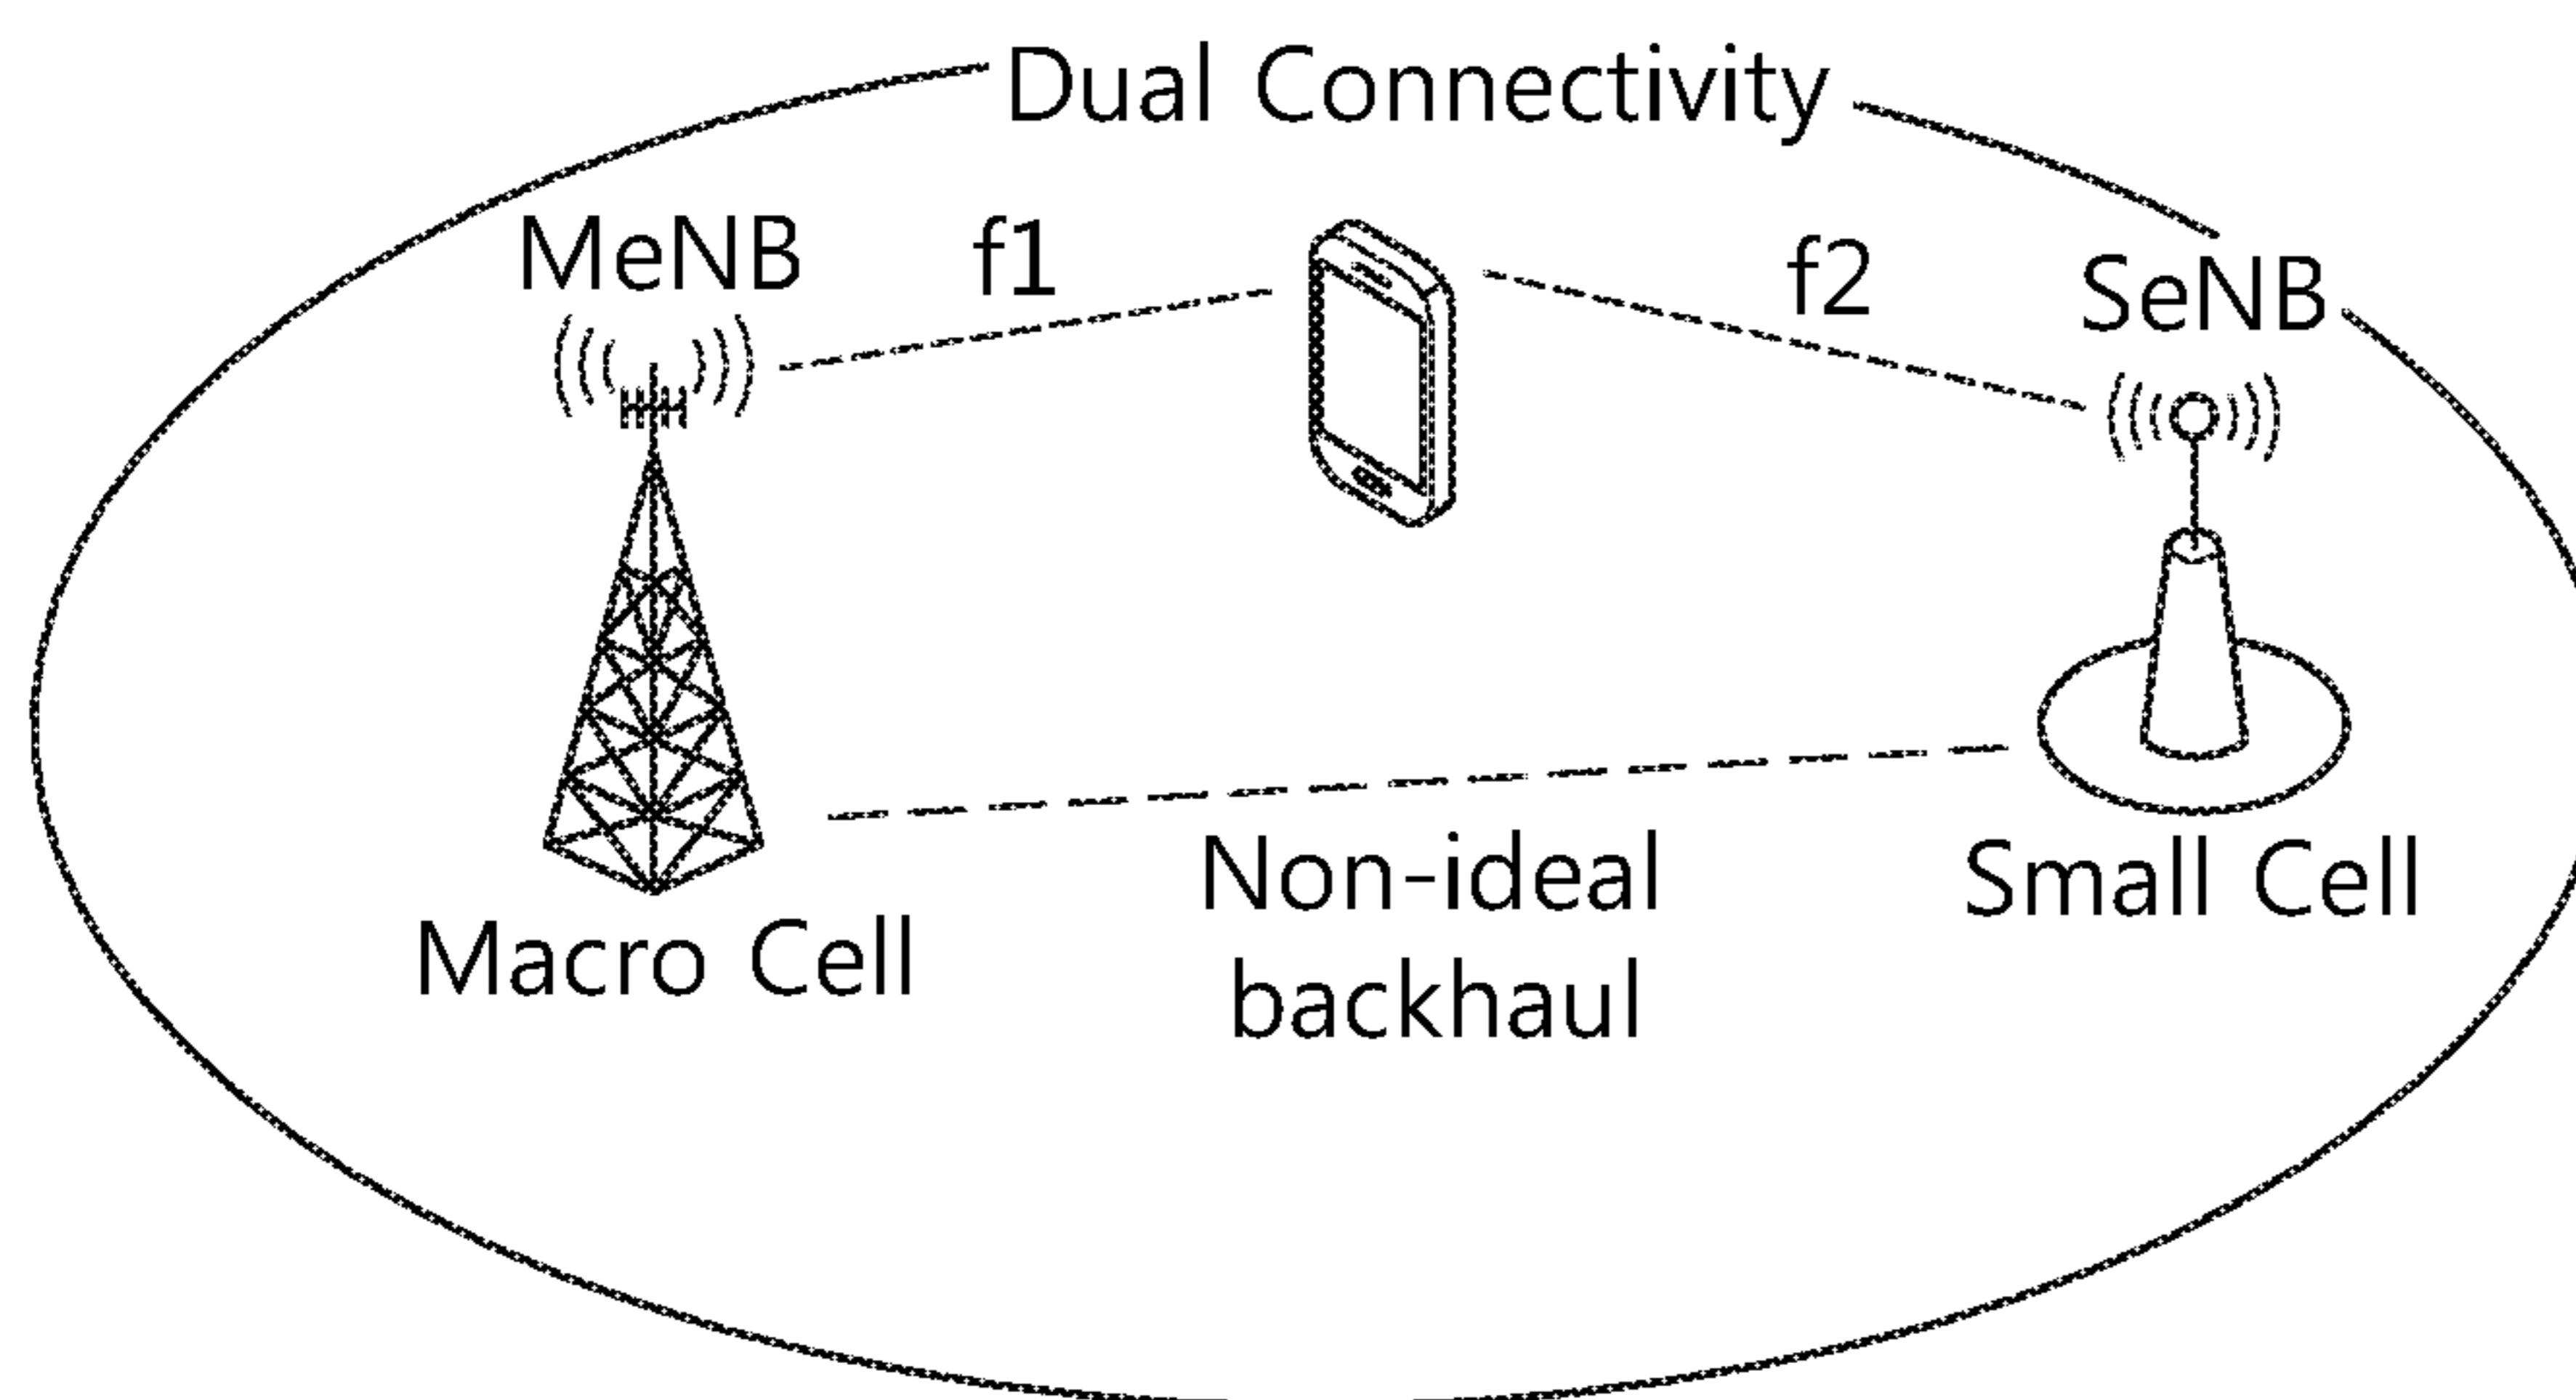 Dual Connectivity
MeNB
f1
f2
SeNB
Non-ideal
backhaul
Small Cell
Macro Cell